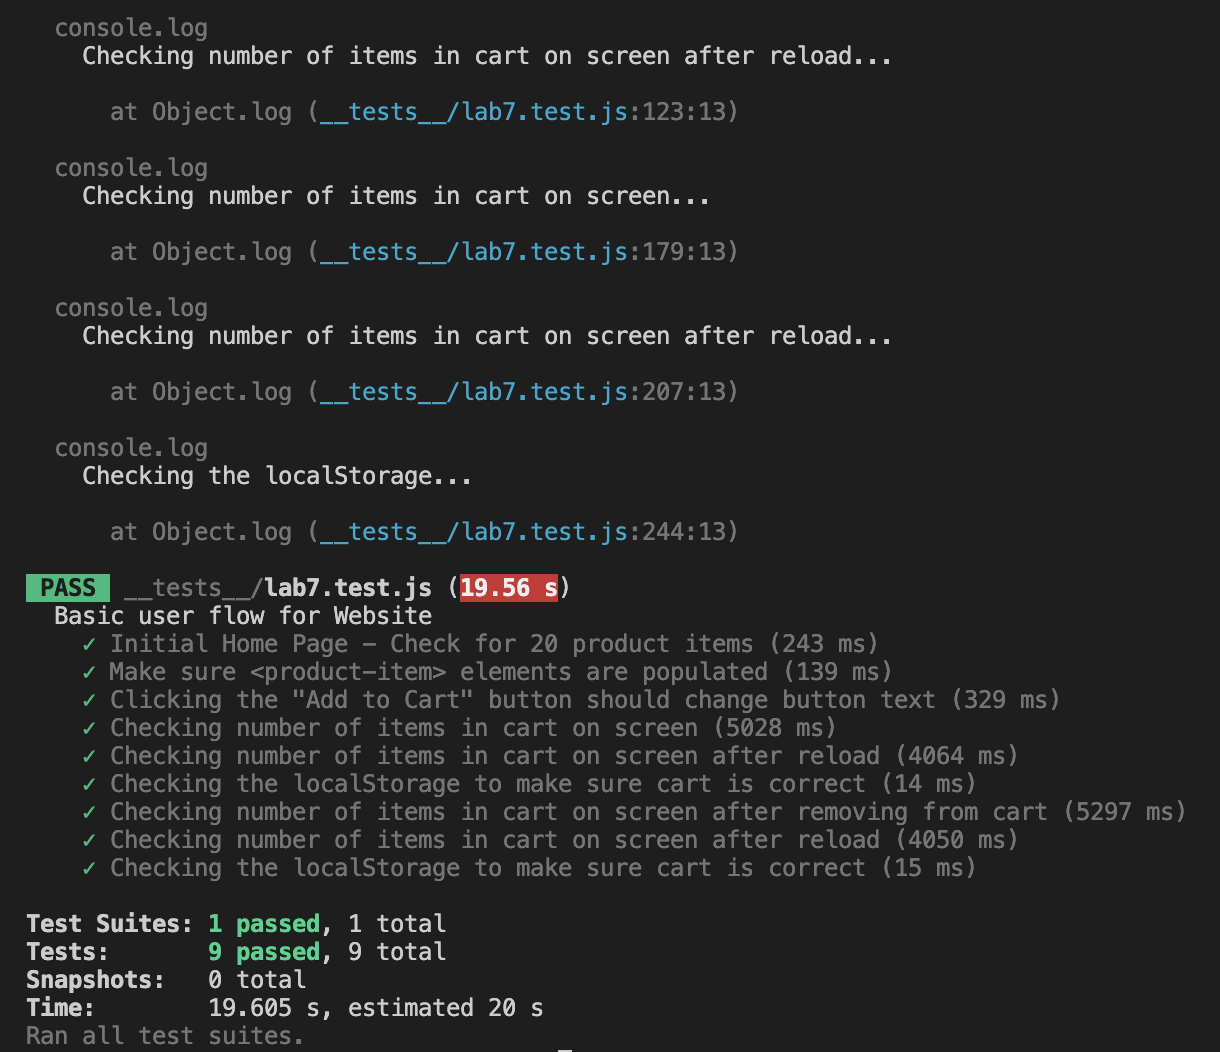 console.log
Checking number of items in cart on screen after reload...
at Object.log (__tests__/lab7.test.js:123:13)
console.log
Checking number of items in cart on screen...
at Object.log (__tests__/lab7.test.js:179:13)
console.log
Checking number of items in cart on screen after reload...
at Object.log (__tests__/lab7.test.js:207:13)
console.log
Checking the localStorage...
at Object.log (__tests__/lab7.test.js:244:13)
PASS __tests__/lab7.test.js (19.56 s)
Basic user flow for Website
✓ Initial Home Page – Check for 20 product items (243 ms)
✓ Make sure <product-item> elements are populated (139 ms)
✓ Clicking the "Add to Cart" button should change button text (329 ms)
✓ Checking number of items in cart on screen (5028 ms)
✓ Checking number of items in cart on screen after reload (4064 ms)
✓ Checking the localStorage to make sure cart is correct (14 ms)
✓ Checking number of items in cart on screen after removing from cart (5297 ms)
✓ Checking number of items in cart on screen after reload (4050 ms)
✓ Checking the localStorage to make sure cart is correct (15 ms)
Test Suites: 1 passed, 1 total
Tests: 9 passed, 9 total
Snapshots: 0 total
Time: 19.605 s, estimated 20 s
Ran all test suites.